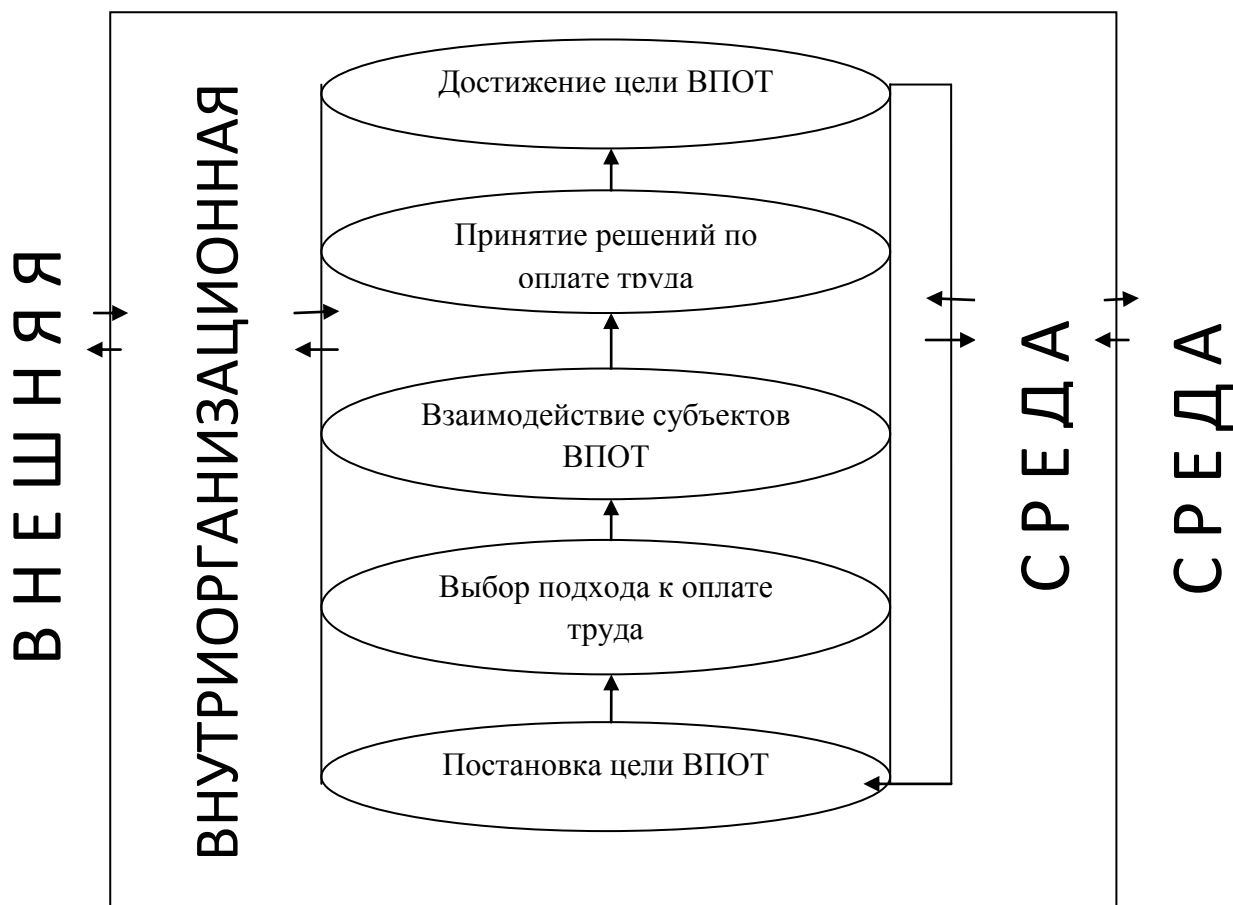 ВНЕШНЯЯ
ВНУТРИОРГАНИЗАЦИОННАЯ
Достижение цели ВПОТ
Принятие решений по
оплате труда
Взаимодействие субъектов
ВПОТ
Выбор подхода к оплате
труда
Постановка цели ВПОТ
СРЕДА
СРЕДА